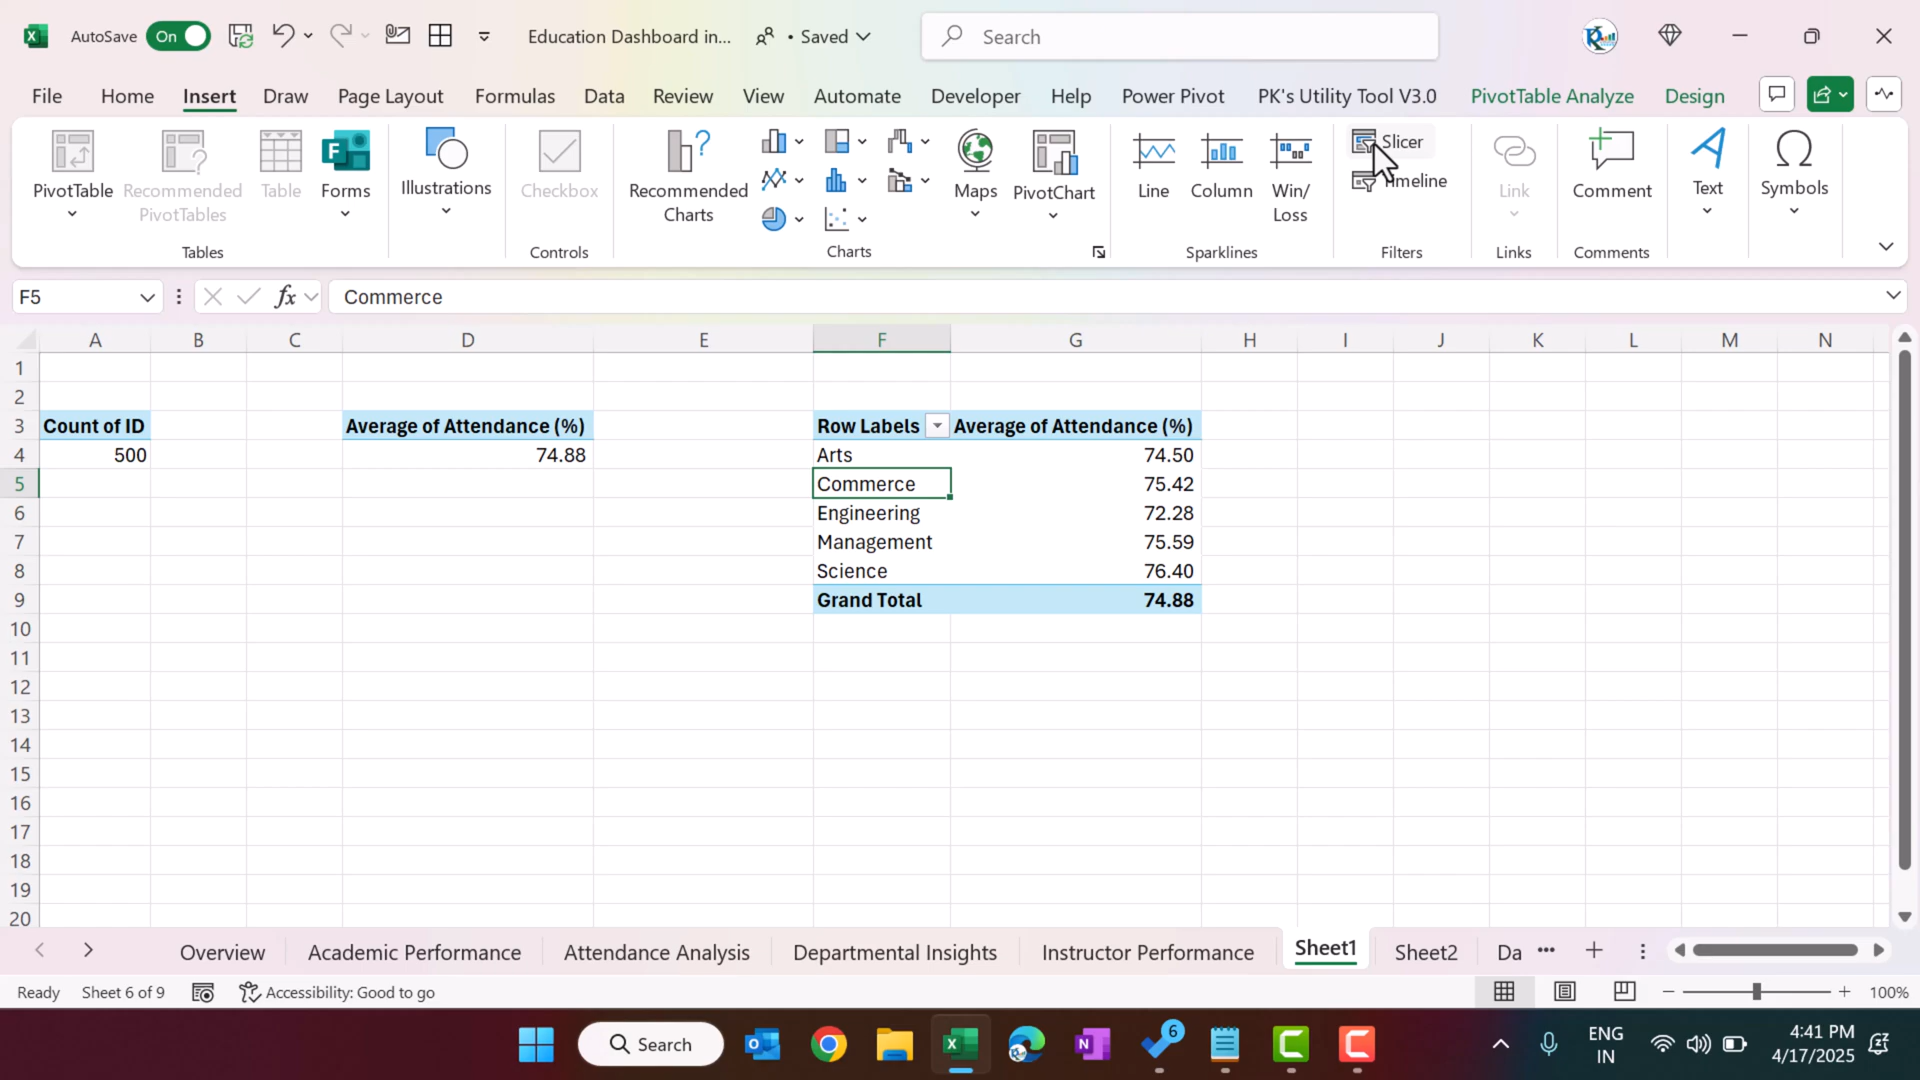 AutoSave On Education Dashboard in... • Saved Search
File Home Insert Draw Page Layout Formulas Data Review View Automate Developer Help Power Pivot PK's Utility Tool V3.0 PivotTable Analyze Design
PivotTable
Recommended
PivotTables
Table
Forms
Tables
Illustrations
Checkbox
Controls
Recommended
Charts
Maps
PivotChart
Charts
Line
Column
Win/
Loss
Sparklines
Slicer
Filters
Link
Links
Comment
Comments
Text
Symbols
F5 fx Commerce
A B C D E F G H I J K L M N
1
2
3 Count of ID Average of Attendance (%) Row Labels Average of Attendance (%)
4 500 74.88 Arts 74.50
5 Commerce 75.42
6 Engineering 72.28
7 Management 75.59
8 Science 76.40
9 Grand Total 74.88
10
11
12
13
14
15
16
17
18
19
20
Overview Academic Performance Attendance Analysis Departmental Insights Instructor Performance Sheet1 Sheet2 Da ...
Ready Sheet 6 of 9 Accessibility: Good to go 100%
Search 6 ENG
IN
4:41 PM
4/17/2025